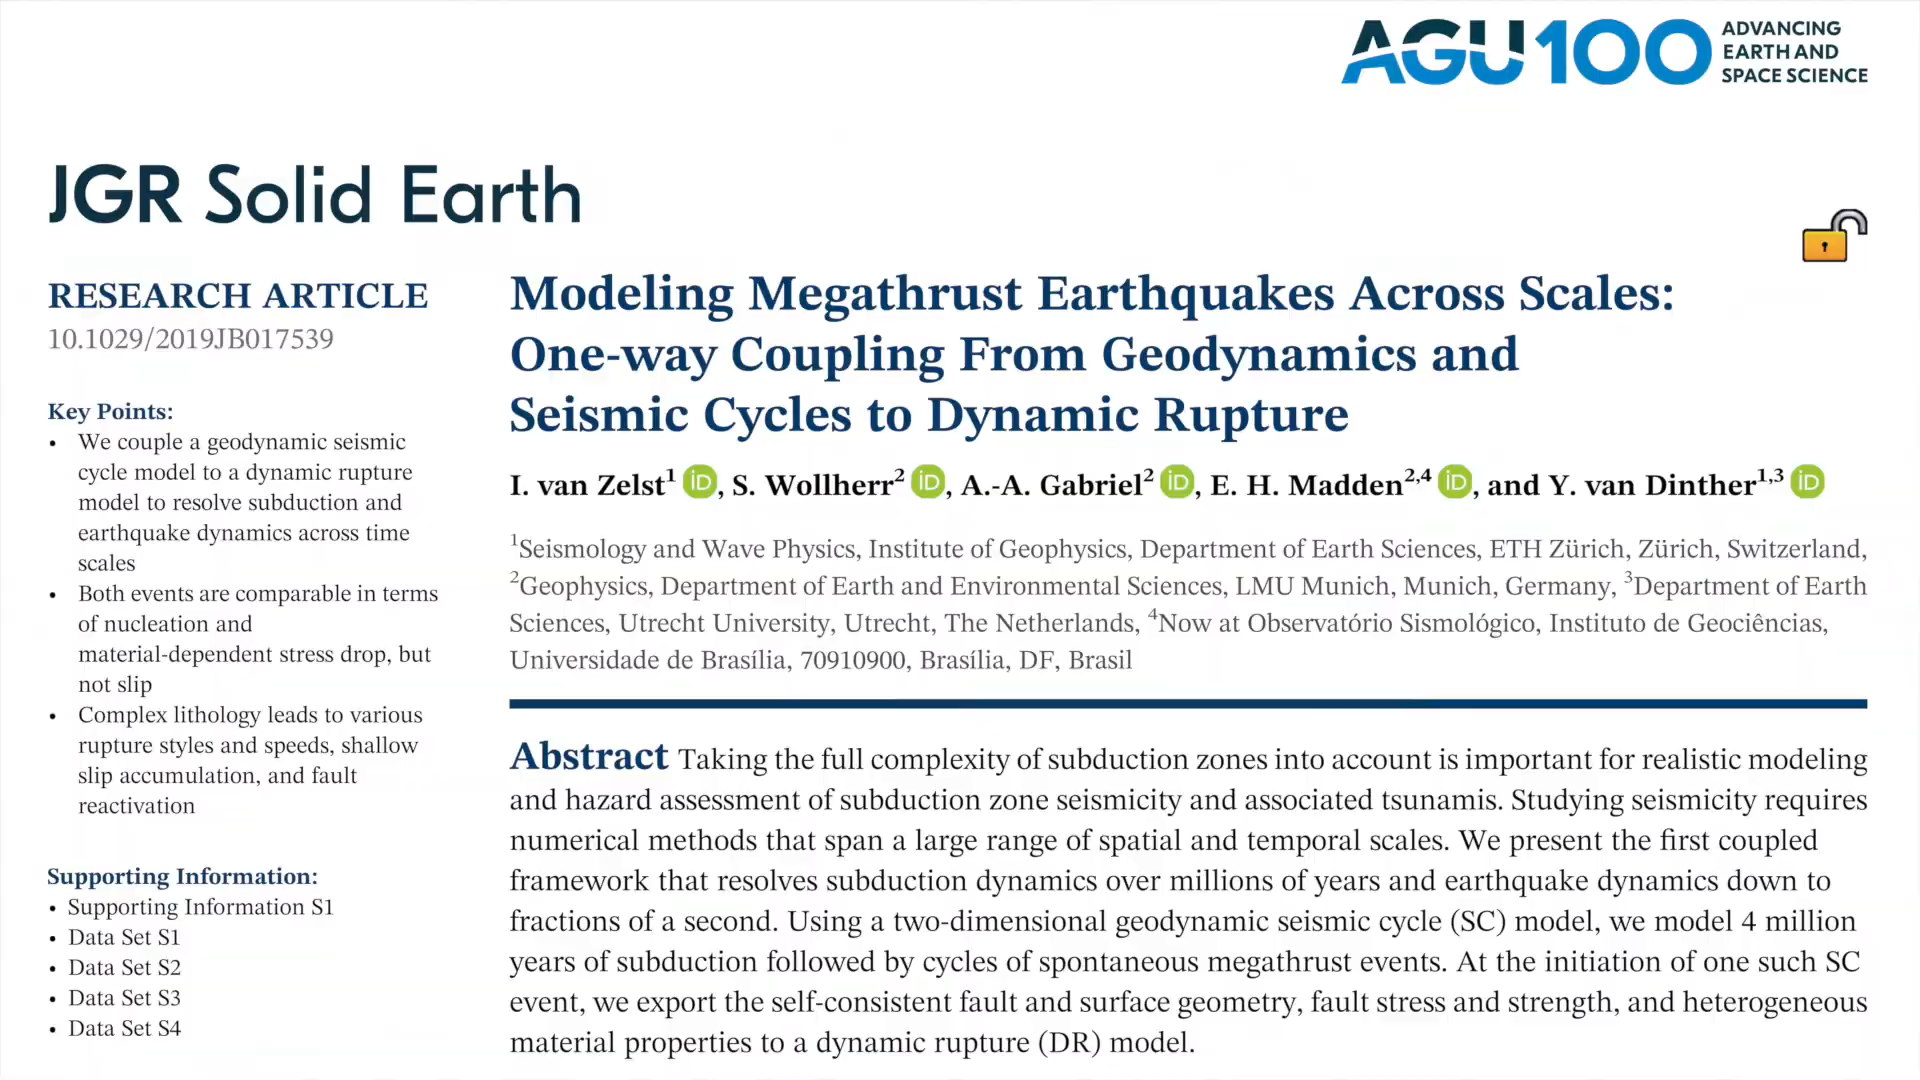 AGU100 ADVANCING
EARTH AND
SPACE SCIENCE
JGR Solid Earth
RESEARCH ARTICLE
10.1029/2019JB017539
Key Points:
• We couple a geodynamic seismic
cycle model to a dynamic rupture
model to resolve subduction and
earthquake dynamics across time
scales
• Both events are comparable in terms
of nucleation and
material-dependent stress drop, but
not slip
• Complex lithology leads to various
rupture styles and speeds, shallow
slip accumulation, and fault
reactivation
Supporting Information:
• Supporting Information S1
• Data Set S1
• Data Set S2
• Data Set S3
• Data Set S4
Modeling Megathrust Earthquakes Across Scales:
One-way Coupling From Geodynamics and
Seismic Cycles to Dynamic Rupture
I. van Zelst1 iD, S. Wollherr2 iD, A.-A. Gabriel2 iD, E. H. Madden2,4 iD, and Y. van Dinther1,3 iD
1Seismology and Wave Physics, Institute of Geophysics, Department of Earth Sciences, ETH Zürich, Zürich, Switzerland,
2Geophysics, Department of Earth and Environmental Sciences, LMU Munich, Munich, Germany, 3Department of Earth
Sciences, Utrecht University, Utrecht, The Netherlands, 4Now at Observatório Sismológico, Instituto de Geociências,
Universidade de Brasília, 70910900, Brasília, DF, Brasil
Abstract Taking the full complexity of subduction zones into account is important for realistic modeling
and hazard assessment of subduction zone seismicity and associated tsunamis. Studying seismicity requires
numerical methods that span a large range of spatial and temporal scales. We present the first coupled
framework that resolves subduction dynamics over millions of years and earthquake dynamics down to
fractions of a second. Using a two-dimensional geodynamic seismic cycle (SC) model, we model 4 million
years of subduction followed by cycles of spontaneous megathrust events. At the initiation of one such SC
event, we export the self-consistent fault and surface geometry, fault stress and strength, and heterogeneous
material properties to a dynamic rupture (DR) model.